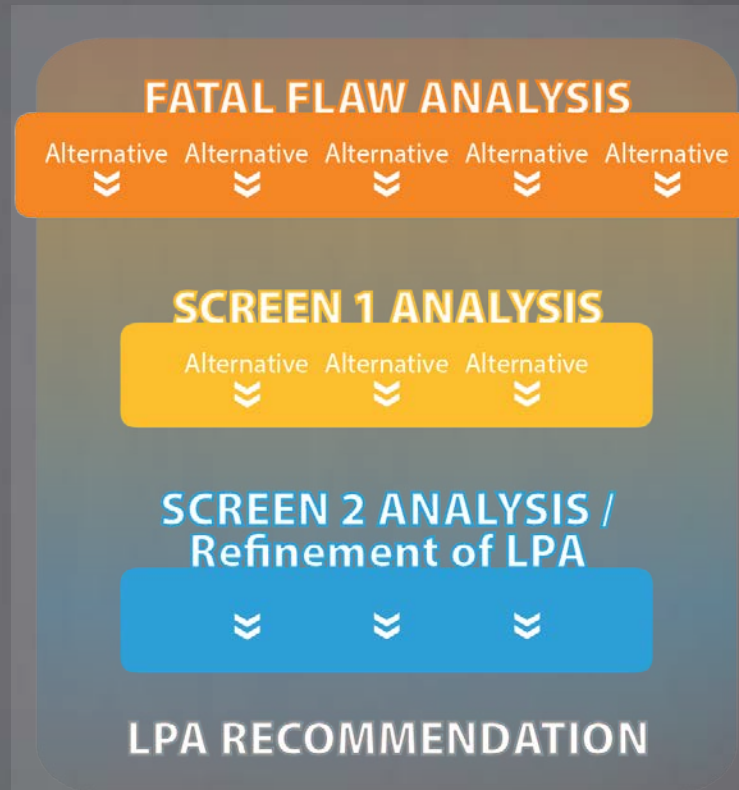 FATAL FLAW ANALYSIS
Alternative Alternative Alternative Alternative Alternative
SCREEN 1 ANALYSIS
Alternative Alternative Alternative
SCREEN 2 ANALYSIS /
Refinement of LPA
LPA RECOMMENDATION